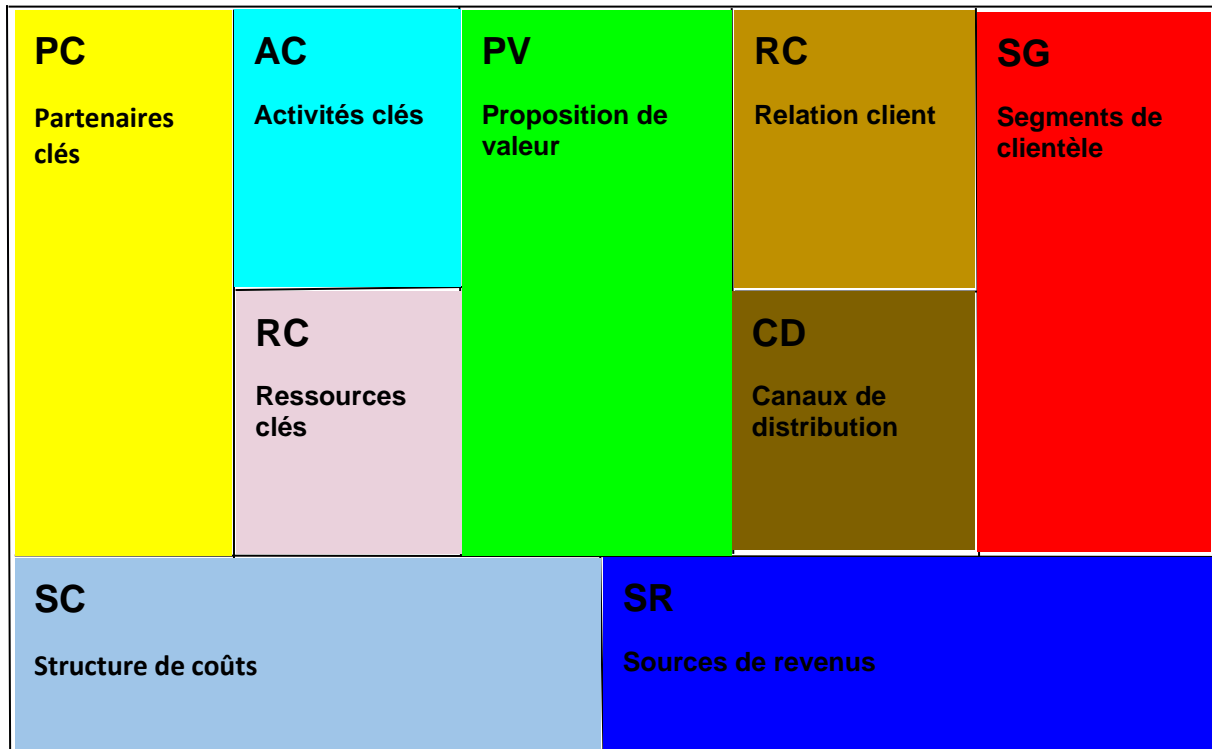 PC
Partenaires
clés
AC
Activités clés
RC
Ressources
clés
PV
Proposition de
valeur
RC
Relation client
CD
Canaux de
distribution
SG
Segments de
clientèle
SC
Structure de coûts
SR
Sources de revenus